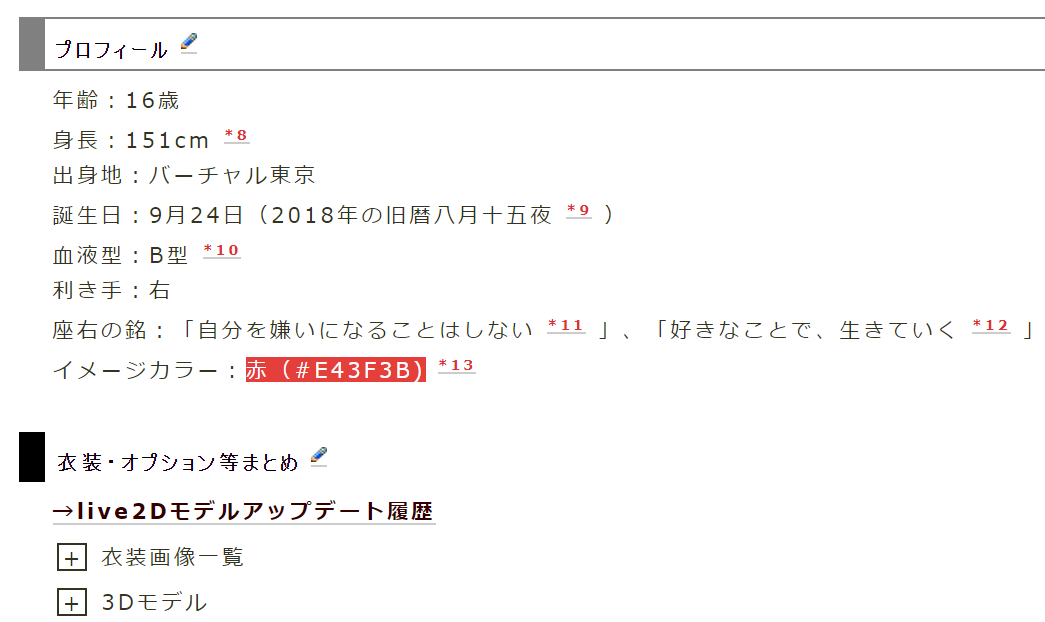 プロフィール
年齢：16歳
身長：151cm *8
出身地：バーチャル東京
誕生日：9月24日（2018年の旧暦八月十五夜 *9 ）
血液型：B型 *10
利き手：右
座右の銘：「自分を嫌いになることはしない *11 」、「好きなことで、生きていく *12 」
イメージカラー：赤（#E43F3B) *13
衣装・オプション等まとめ
→live2Dモデルアップデート履歴
+ 衣装画像一覧
+ 3Dモデル